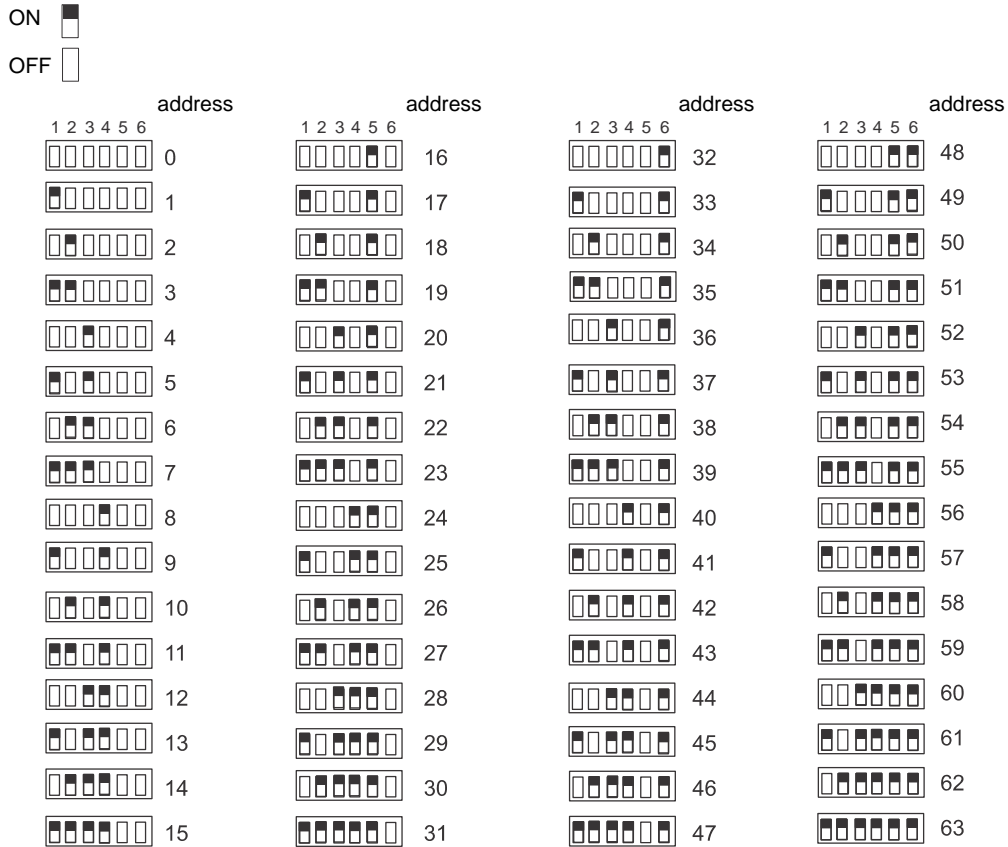 ON
OFF
address address address address
1 2 3 4 5 6 1 2 3 4 5 6 1 2 3 4 5 6 1 2 3 4 5 6
0 16 32 48
1 17 33 49
2 18 34 50
3 19 35 51
4 20 36 52
5 21 37 53
6 22 38 54
7 23 39 55
8 24 40 56
9 25 41 57
10 26 42 58
11 27 43 59
12 28 44 60
13 29 45 61
14 30 46 62
15 31 47 63